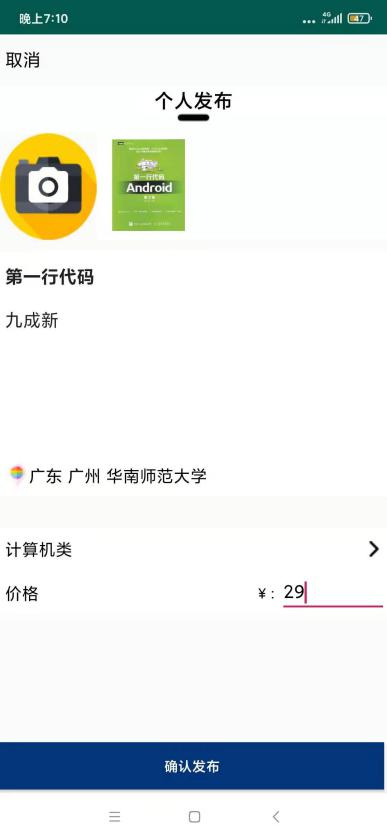 晚上7:10
4G
47
取消
个人发布
第一行代码
Android
第一行代码
九成新
广东 广州 华南师范大学
计算机类
价格 ¥: 29
确认发布